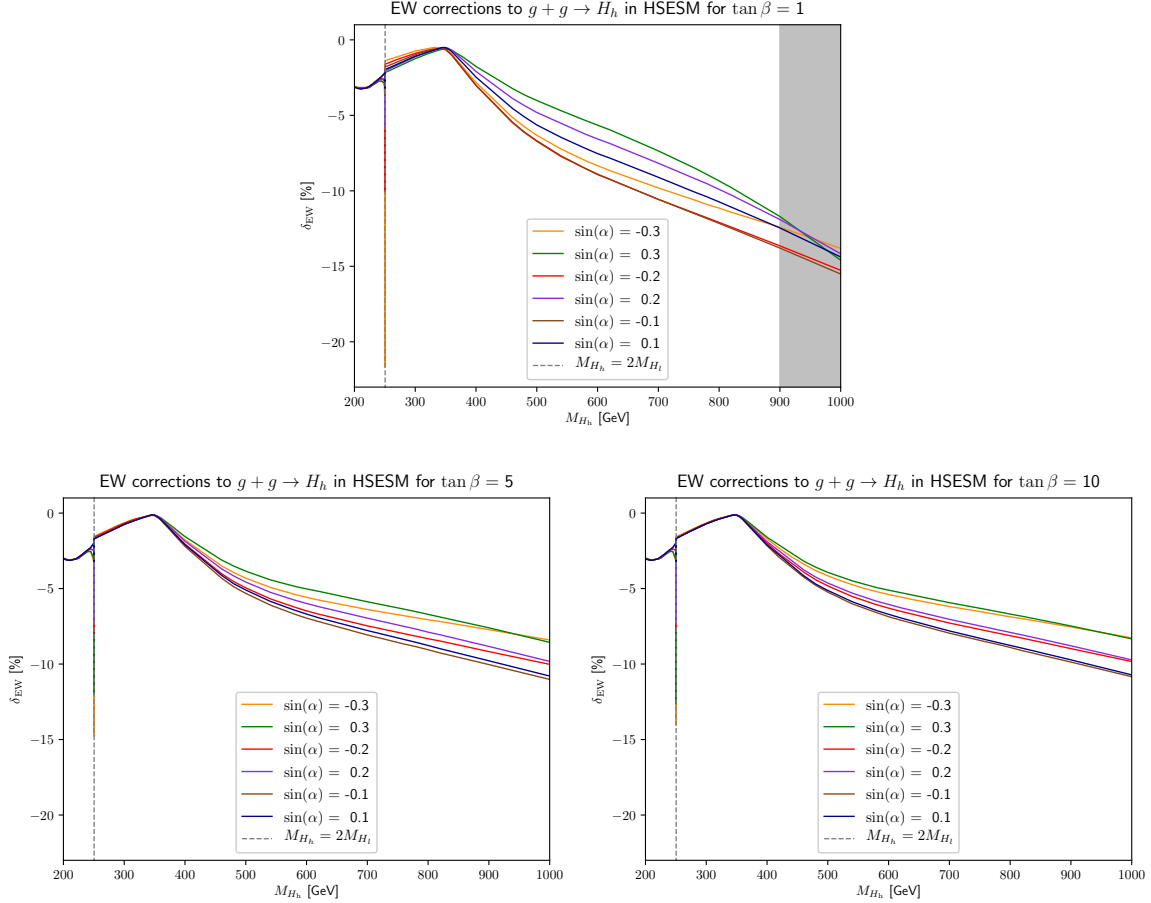 EW corrections to g + g → H_h in HSESM for tan β = 1
0
−5
−10
−15
−20
δ_EW [%]
sin(α) = -0.3
sin(α) = 0.3
sin(α) = -0.2
sin(α) = 0.2
sin(α) = -0.1
sin(α) = 0.1
M_{H_h} = 2M_{H_l}
200 300 400 500 600 700 800 900 1000
M_{H_h} [GeV]
EW corrections to g + g → H_h in HSESM for tan β = 5
0
−5
−10
−15
−20
δ_EW [%]
sin(α) = -0.3
sin(α) = 0.3
sin(α) = -0.2
sin(α) = 0.2
sin(α) = -0.1
sin(α) = 0.1
M_{H_h} = 2M_{H_l}
200 300 400 500 600 700 800 900 1000
M_{H_h} [GeV]
EW corrections to g + g → H_h in HSESM for tan β = 10
0
−5
−10
−15
−20
δ_EW [%]
sin(α) = -0.3
sin(α) = 0.3
sin(α) = -0.2
sin(α) = 0.2
sin(α) = -0.1
sin(α) = 0.1
M_{H_h} = 2M_{H_l}
200 300 400 500 600 700 800 900 1000
M_{H_h} [GeV]